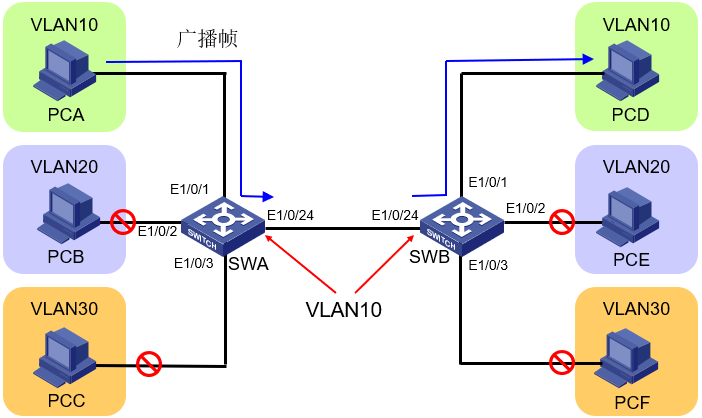 VLAN10
PCA
广播帧
VLAN10
PCD
VLAN20
PCB
E1/0/1
E1/0/2
E1/0/3
SWITCH
SWA
E1/0/24
E1/0/24
E1/0/1
E1/0/2
E1/0/3
SWITCH
SWB
VLAN20
PCE
VLAN10
VLAN30
PCC
VLAN30
PCF